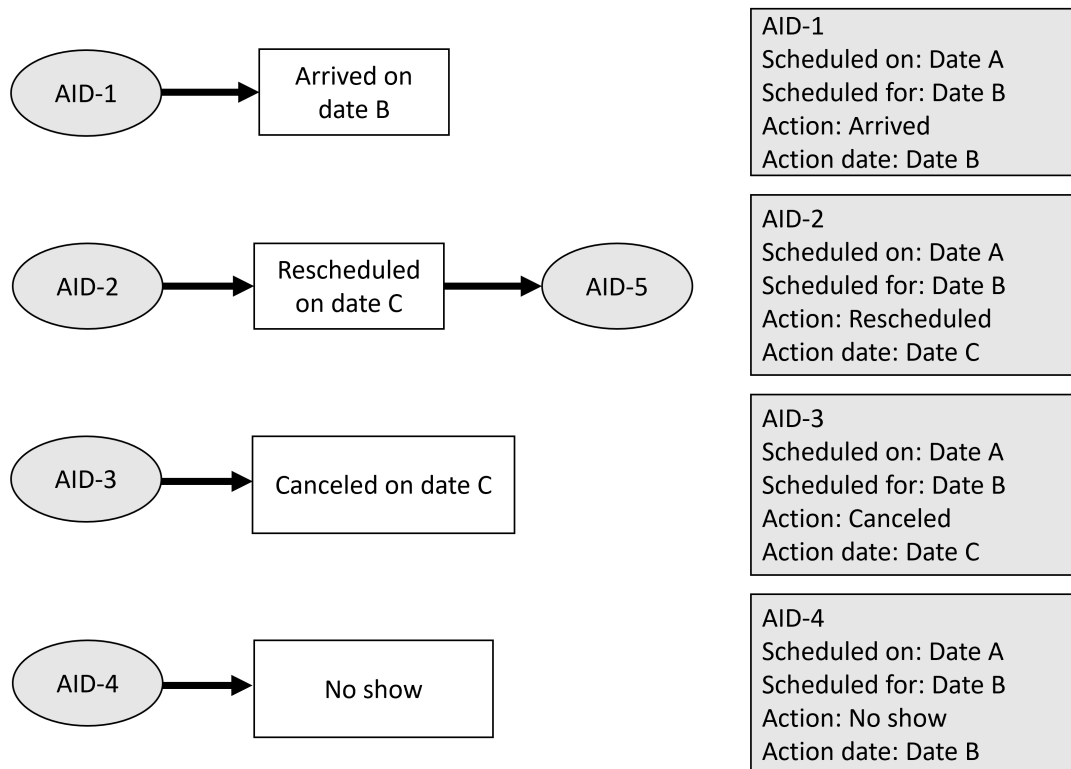 AID-1
Arrived on
date B
AID-1
Scheduled on: Date A
Scheduled for: Date B
Action: Arrived
Action date: Date B
AID-2
Rescheduled
on date C
AID-5
AID-2
Scheduled on: Date A
Scheduled for: Date B
Action: Rescheduled
Action date: Date C
AID-3
Canceled on date C
AID-3
Scheduled on: Date A
Scheduled for: Date B
Action: Canceled
Action date: Date C
AID-4
No show
AID-4
Scheduled on: Date A
Scheduled for: Date B
Action: No show
Action date: Date B